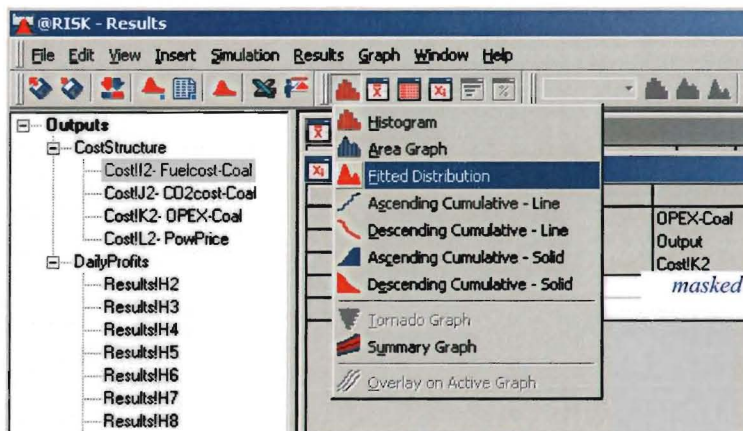 @RISK - Results
File Edit View Insert Simulation Results Graph Window Help
Outputs
CostStructure
Cost!I2- Fuelcost-Coal
Cost!J2- CO2cost-Coal
Cost!K2- OPEX-Coal
Cost!L2- PowPrice
DailyProfits
Results!H2
Results!H3
Results!H4
Results!H5
Results!H6
Results!H7
Results!H8
Histogram
Area Graph
Fitted Distribution
Ascending Cumulative - Line
Descending Cumulative - Line
Ascending Cumulative - Solid
Descending Cumulative - Solid
Tornado Graph
Summary Graph
Overlay on Active Graph
OPEX-Coal
Output
Cost!K2
masked